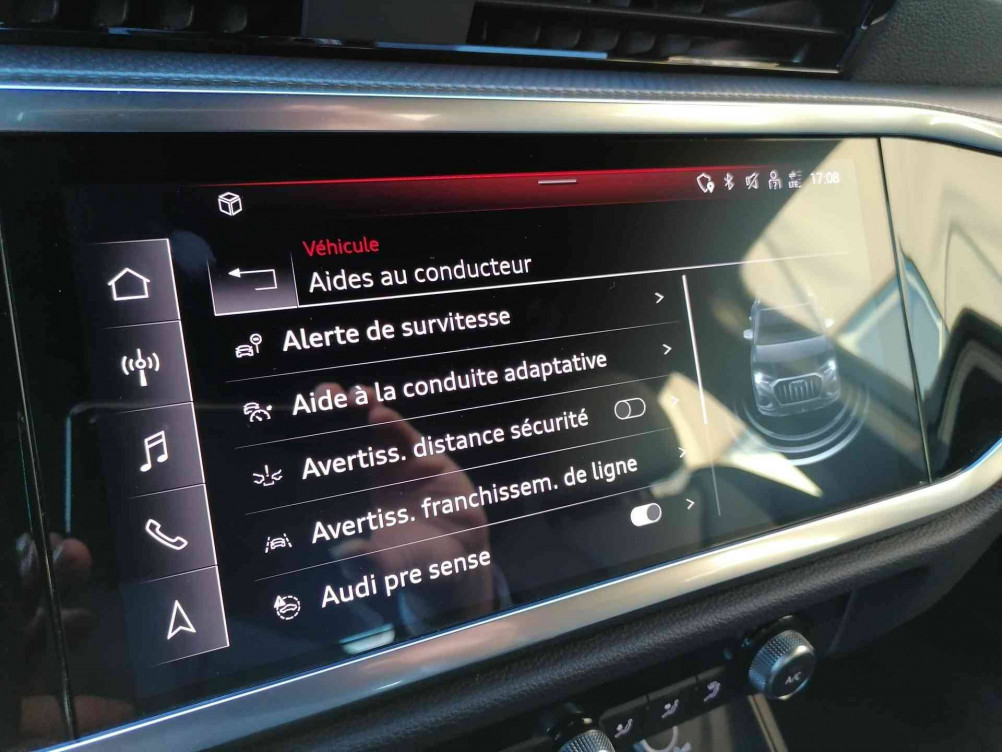 17:08
LTE
Véhicule
Aides au conducteur
Alerte de survitesse
Aide à la conduite adaptative
Avertiss. distance sécurité
Avertiss. franchissem. de ligne
Audi pre sense
A/C